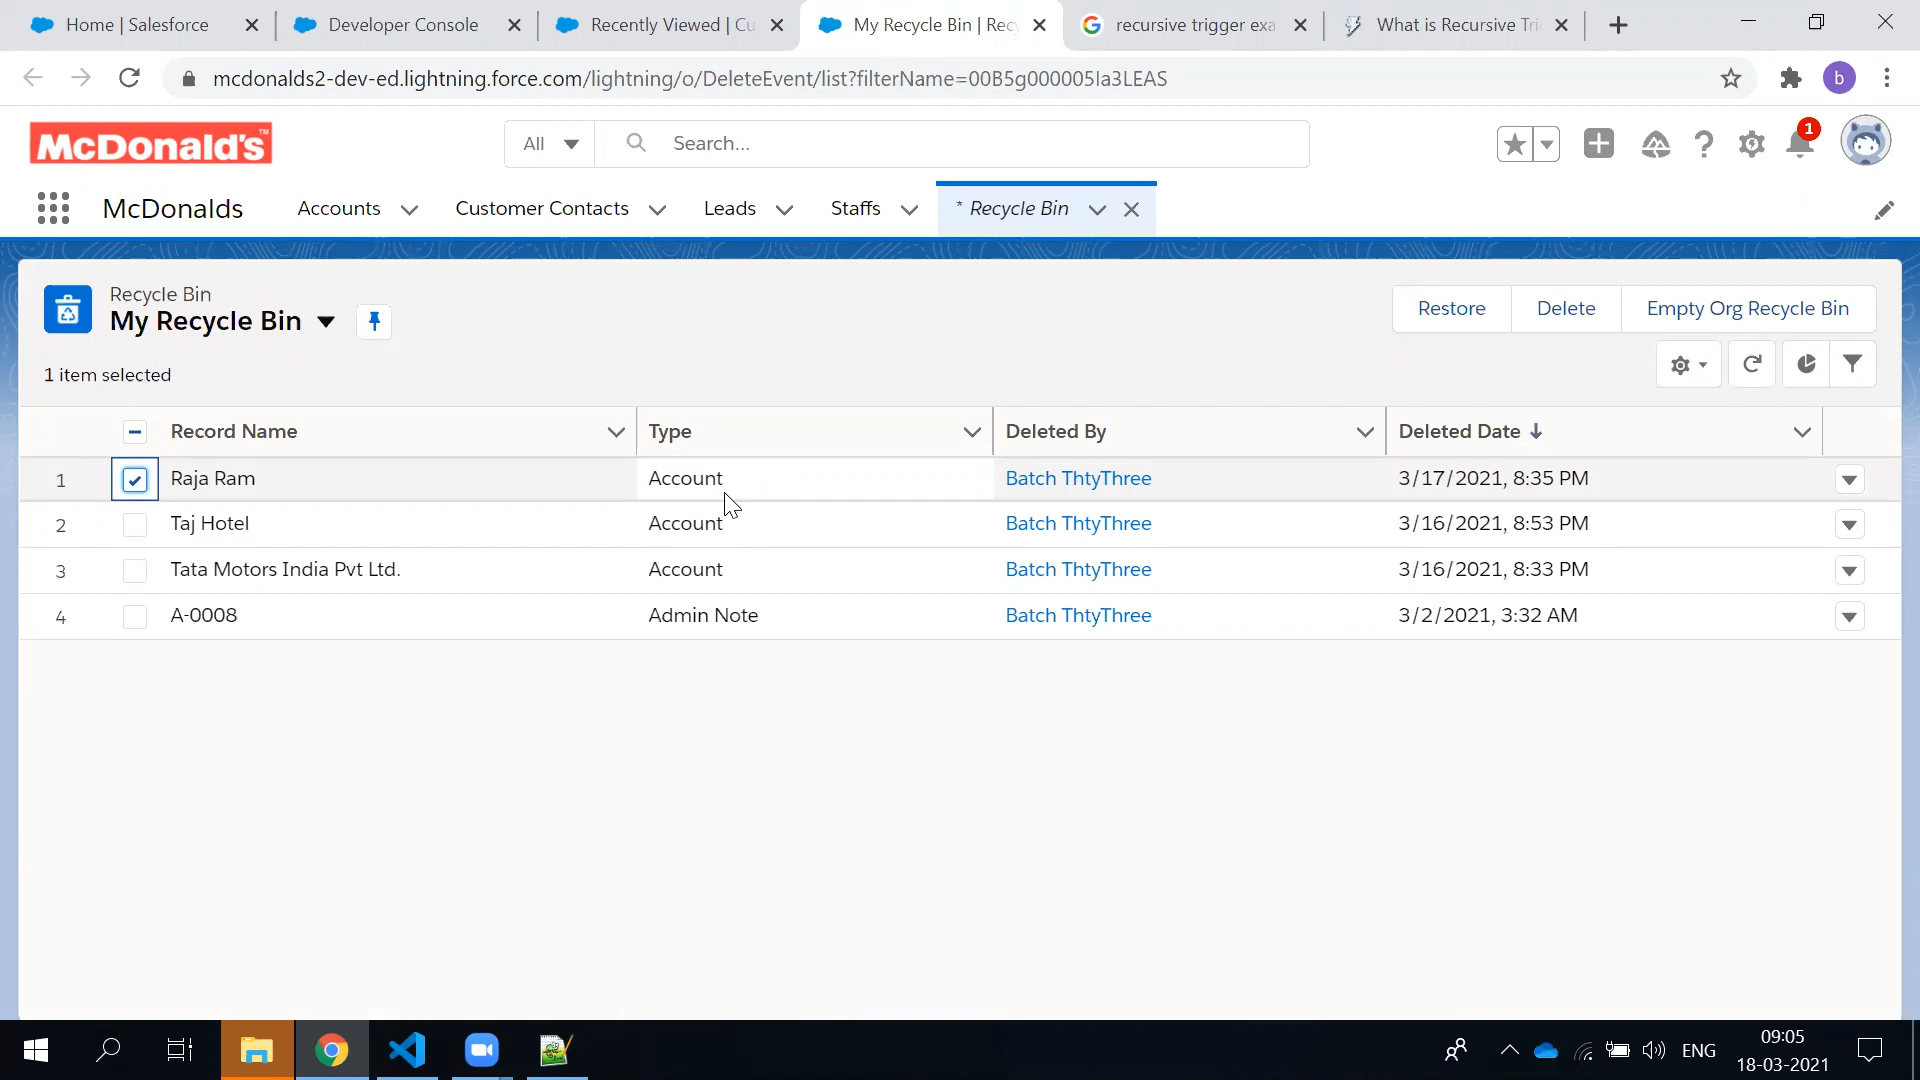 Home | Salesforce
Developer Console
Recently Viewed | Cu
My Recycle Bin | Recy
recursive trigger exa
What is Recursive Tri
mcdonalds2-dev-ed.lightning.force.com/lightning/o/DeleteEvent/list?filterName=00B5g000005Ia3LEAS
b
McDonald's™
All
Search...
1
McDonalds
Accounts
Customer Contacts
Leads
Staffs
* Recycle Bin
Recycle Bin
My Recycle Bin
Restore
Delete
Empty Org Recycle Bin
1 item selected
Record Name
Type
Deleted By
Deleted Date
1 Raja Ram Account Batch ThtyThree 3/17/2021, 8:35 PM
2 Taj Hotel Account Batch ThtyThree 3/16/2021, 8:53 PM
3 Tata Motors India Pvt Ltd. Account Batch ThtyThree 3/16/2021, 8:33 PM
4 A-0008 Admin Note Batch ThtyThree 3/2/2021, 3:32 AM
ENG
09:05
18-03-2021